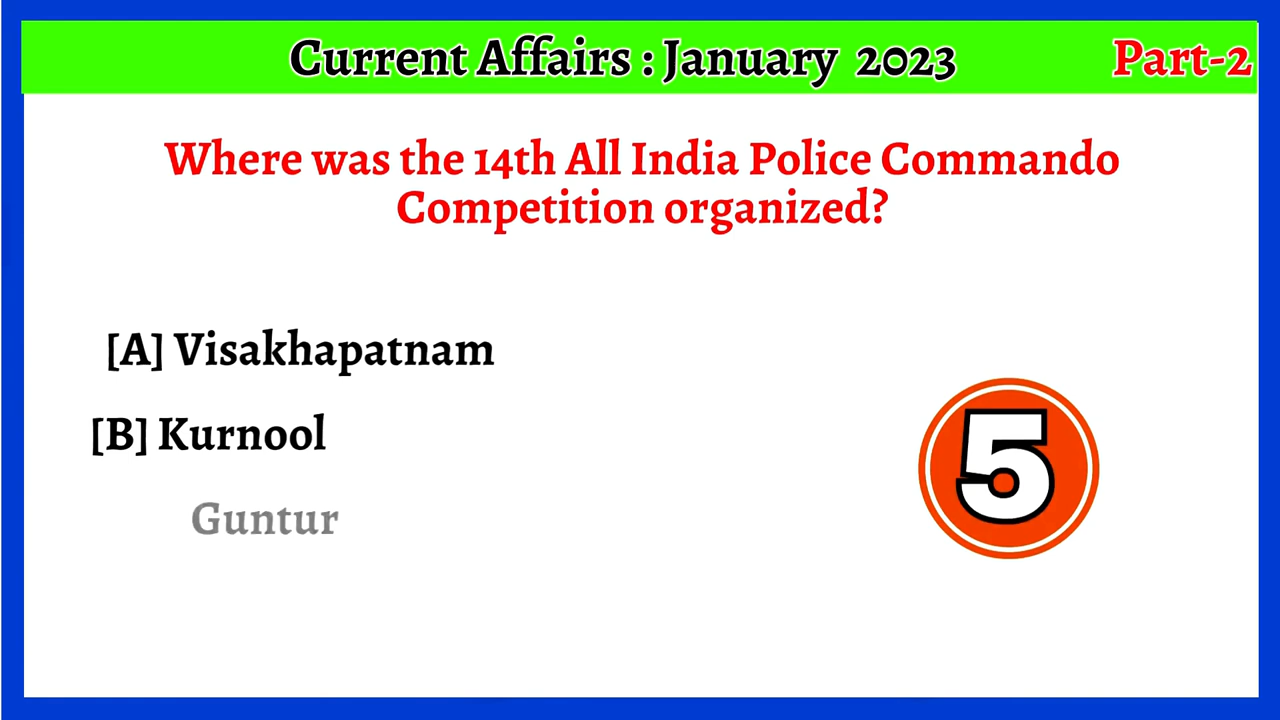 Current Affairs : January 2023 Part-2
Where was the 14th All India Police Commando
Competition organized?
[A] Visakhapatnam
[B] Kurnool
Guntur
5